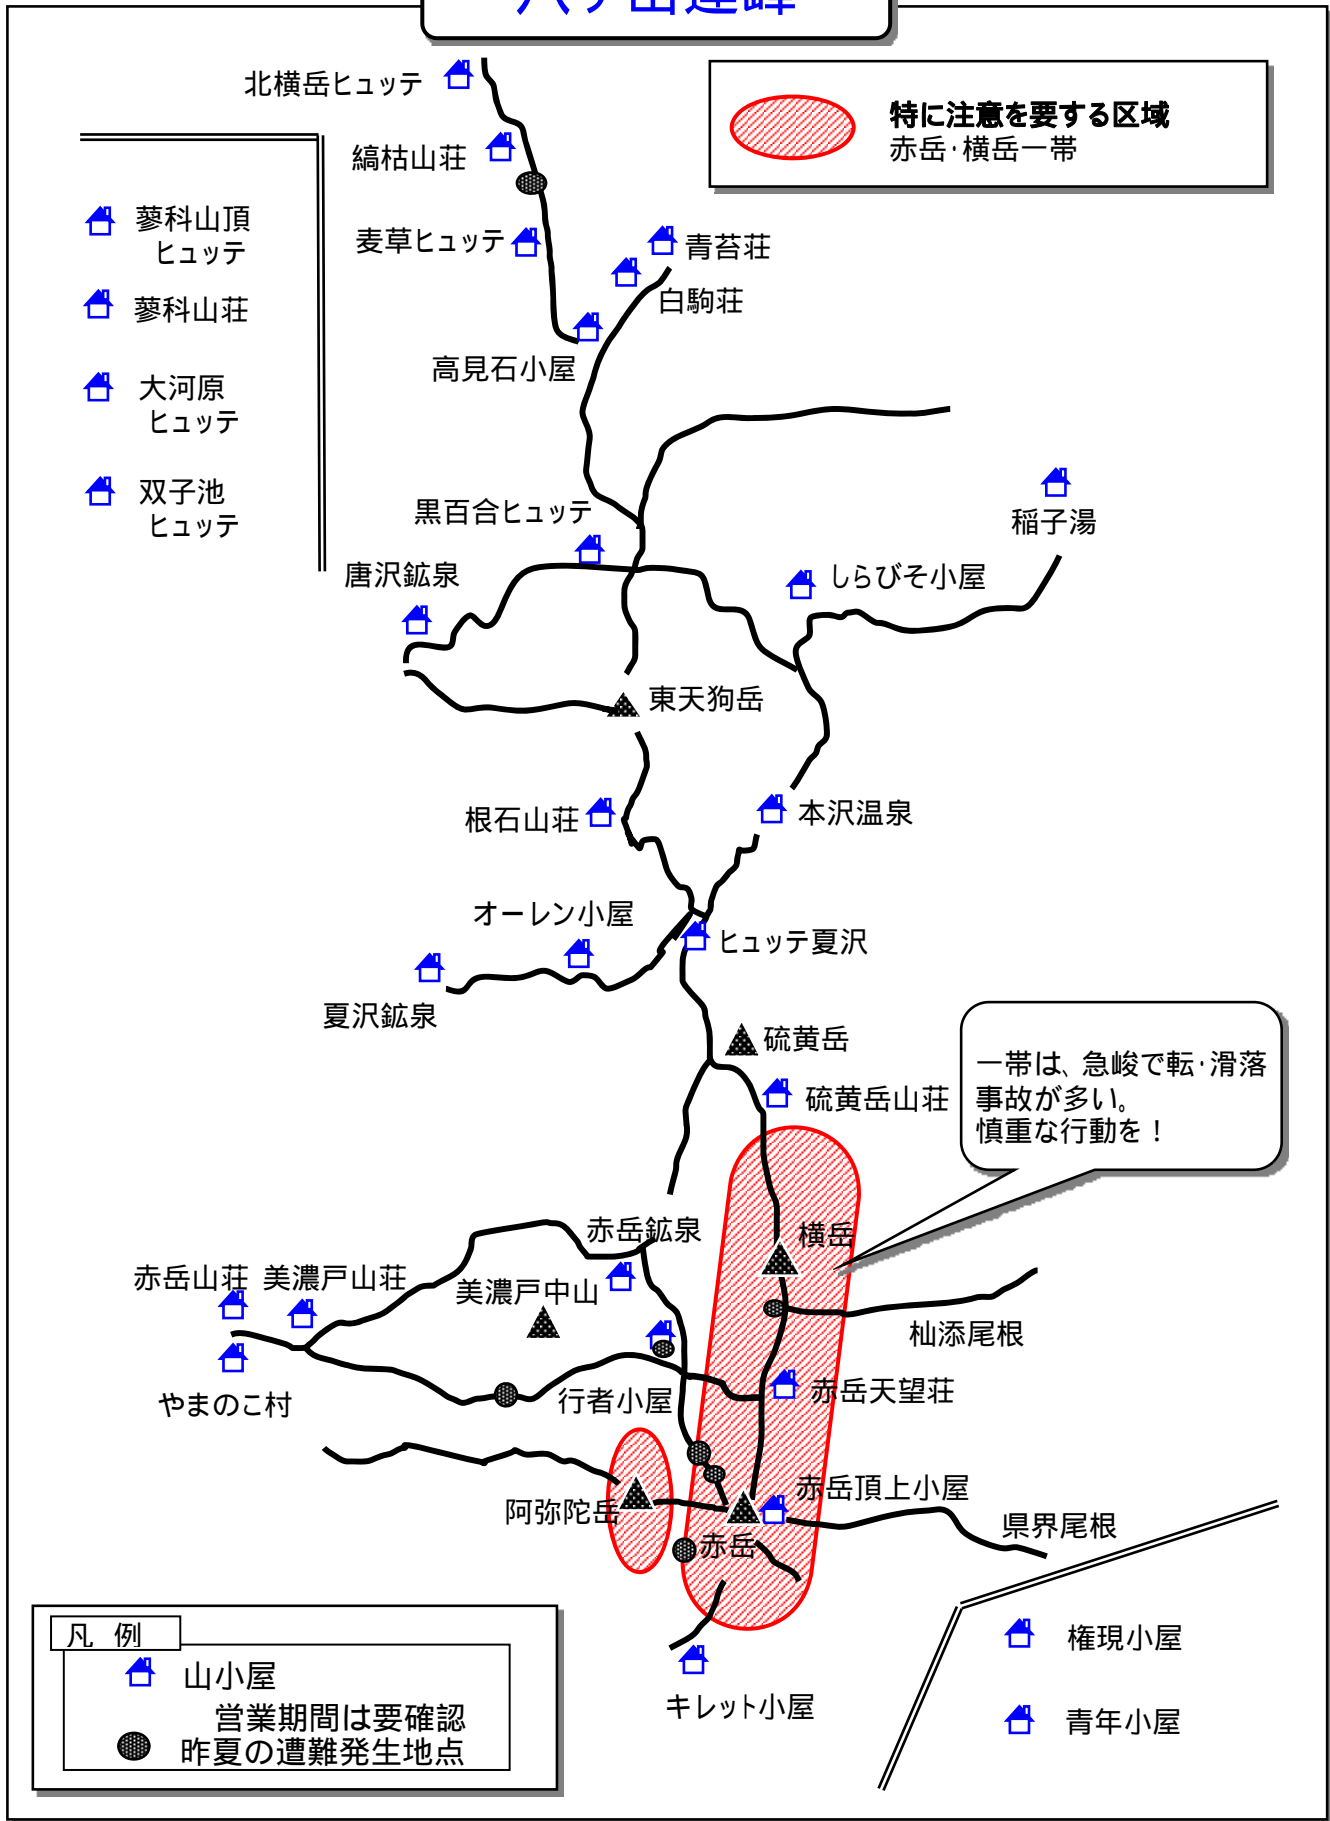 八ヶ岳連峰
特に注意を要する区域
赤岳・横岳一帯
北横岳ヒュッテ
縞枯山荘
蓼科山頂
ヒュッテ
麦草ヒュッテ
青苔荘
白駒荘
蓼科山荘
高見石小屋
大河原
ヒュッテ
双子池
ヒュッテ
黒百合ヒュッテ
稲子湯
唐沢鉱泉
しらびそ小屋
東天狗岳
根石山荘
本沢温泉
オーレン小屋
ヒュッテ夏沢
夏沢鉱泉
硫黄岳
硫黄岳山荘
一帯は、急峻で転・滑落
事故が多い。
慎重な行動を!
赤岳鉱泉
横岳
赤岳山荘
美濃戸山荘
美濃戸中山
杣添尾根
やまのこ村
行者小屋
赤岳天望荘
阿弥陀岳
赤岳頂上小屋
県界尾根
赤岳
キレット小屋
権現小屋
青年小屋
凡 例
山小屋
営業期間は要確認
昨夏の遭難発生地点